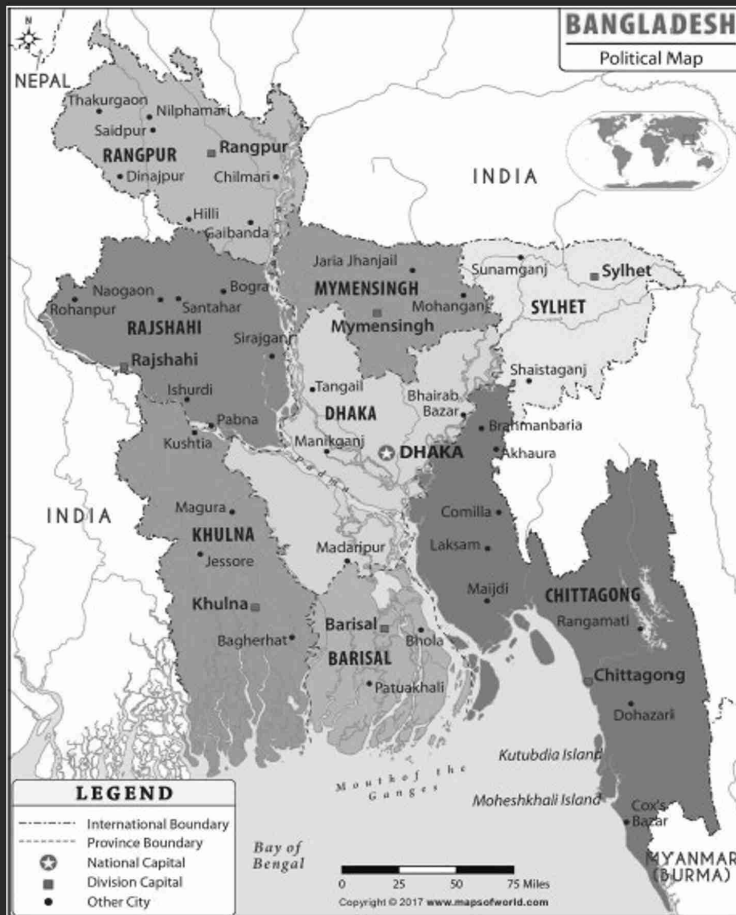 N
BANGLADESH
Political Map
NEPAL
Thakurgaon
Nilphamari
Saidpur
RANGPUR
Rangpur
Dinajpur
Chilmari
INDIA
Hilli
Gaibanda
Jaria Jhanjail
Sunamganj
Sylhet
MYMENSINGH
Naogaon
Bogra
Rohanpur
Santahar
Mohanganj
SYLHET
RAJSHAHI
Mymensingh
Sirajganj
Rajshahi
Shaistaganj
Ishurdi
Tangail
Bhairab
Bazar
DHAKA
Pabna
Brahmanbaria
Kushtia
Manikganj
DHAKA
Akhaura
Padma
INDIA
Magura
Comilla
KHULNA
Madaripur
Laksam
Jessore
Maijdi
CHITTAGONG
Khulna
Barisal
Rangamati
Bagherhat
Bhola
BARISAL
Patuakhali
Chittagong
Dohazari
Kutubdia Island
Mouth of the
Ganges
Moheshkhali Island
Cox's
Bazar
LEGEND
International Boundary
Province Boundary
National Capital
Division Capital
Other City
Bay of
Bengal
MYANMAR
(BURMA)
0 25 50 75 Miles
Copyright © 2017 www.mapsofworld.com